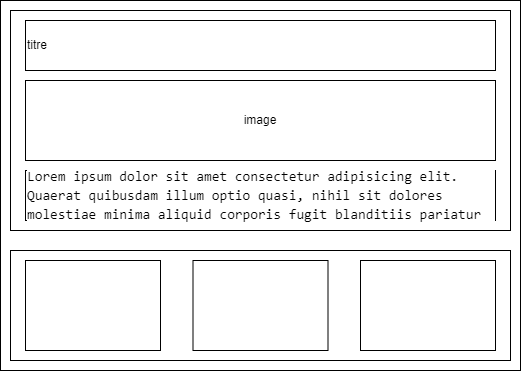 titre
image
Lorem ipsum dolor sit amet consectetur adipisicing elit.
Quaerat quibusdam illum optio quasi, nihil sit dolores
molestiae minima aliquid corporis fugit blanditiis pariatur